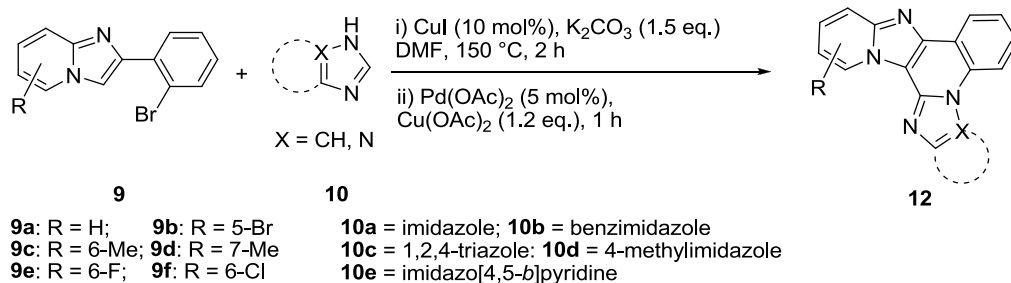 i) CuI (10 mol%), K2CO3 (1.5 eq.)
DMF, 150 °C, 2 h
ii) Pd(OAc)2 (5 mol%),
Cu(OAc)2 (1.2 eq.), 1 h
N
N
R
Br
+
H
X
N
N
X = CH, N
N
N
R
N
N
X
9
10
12
9a: R = H; 9b: R = 5-Br
9c: R = 6-Me; 9d: R = 7-Me
9e: R = 6-F; 9f: R = 6-Cl
10a = imidazole; 10b = benzimidazole
10c = 1,2,4-triazole: 10d = 4-methylimidazole
10e = imidazo[4,5-b]pyridine